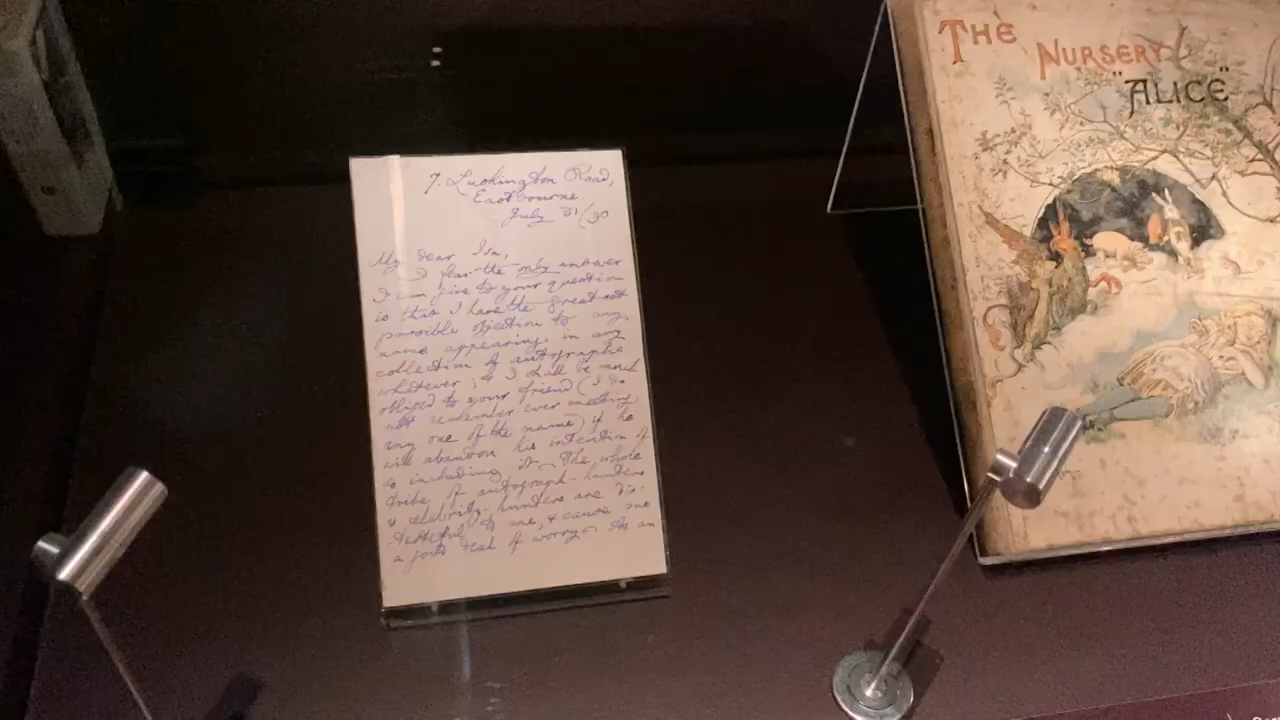 7, Lushington Road,
Eastbourne.
July 31/90
My dear Isa,
I fear the only answer
I can give to your question
is that I have the greatest
possible objection to my
name appearing in any
collection of autographs
whatever; & I shall be much
obliged to your friend (I do
not remember ever meeting
any one of the name) if he
will abandon his intention of
so including it. The whole
tribe of autograph-hunters
& celebrity-hunters are dis-
tasteful to me, & cause me
a good deal of worry. As an
THE
NURSERY
"ALICE"